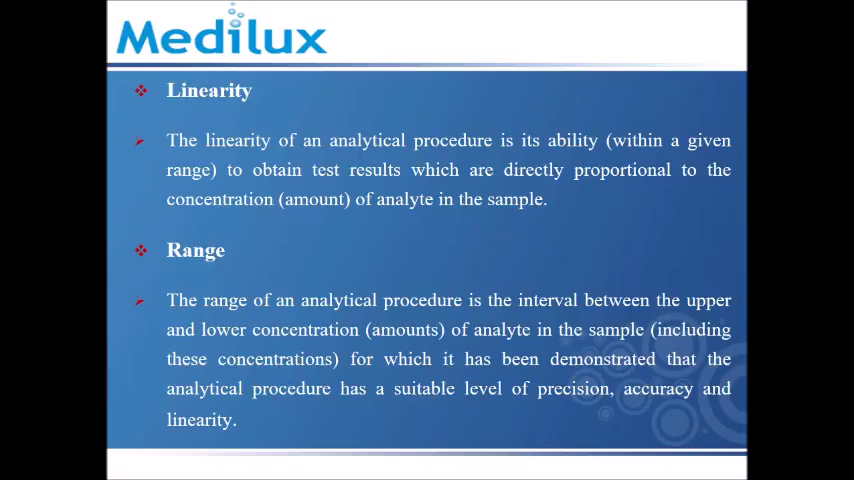 Medilux
Linearity
The linearity of an analytical procedure is its ability (within a given
range) to obtain test results which are directly proportional to the
concentration (amount) of analyte in the sample.
Range
The range of an analytical procedure is the interval between the upper
and lower concentration (amounts) of analyte in the sample (including
these concentrations) for which it has been demonstrated that the
analytical procedure has a suitable level of precision, accuracy and
linearity.